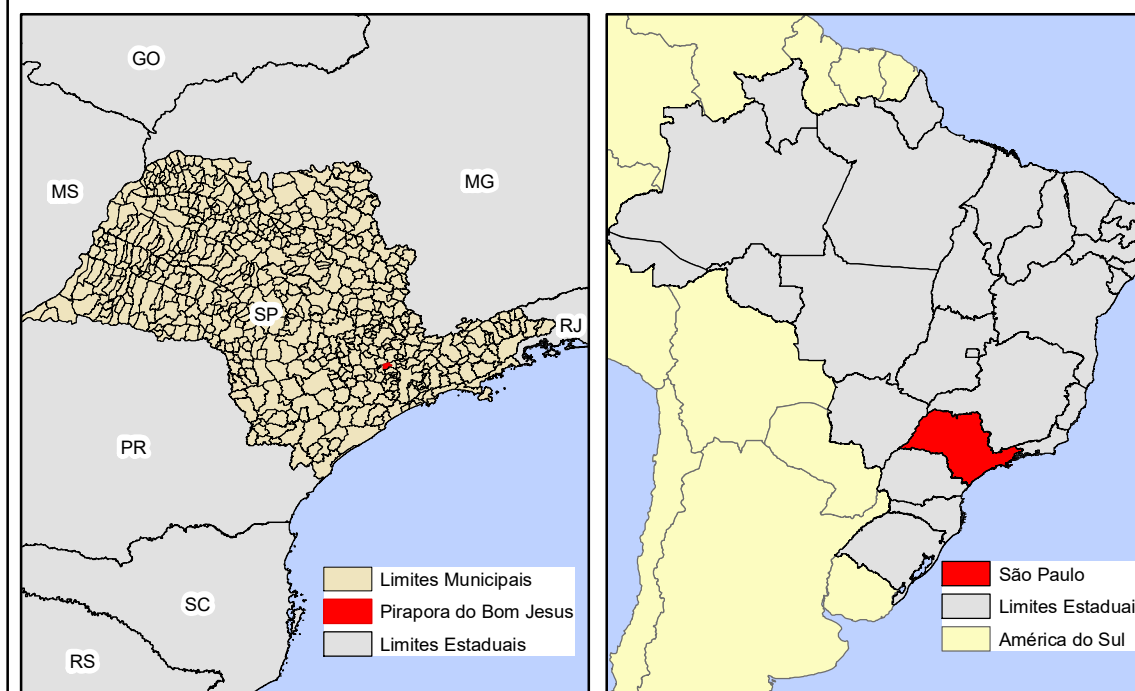 GO
MS
MG
SP
RJ
PR
SC
RS
Limites Municipais
Pirapora do Bom Jesus
Limites Estaduais
São Paulo
Limites Estaduai
América do Sul